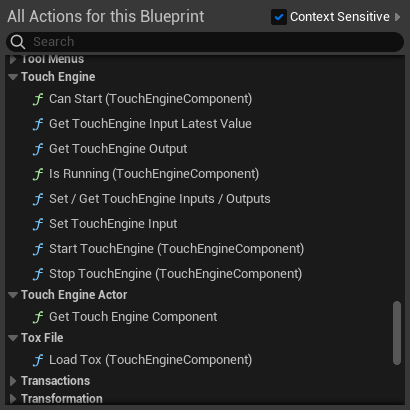 All Actions for this Blueprint
Context Sensitive
Search
Tool Menus
Touch Engine
Can Start (TouchEngineComponent)
Get TouchEngine Input Latest Value
Get TouchEngine Output
Is Running (TouchEngineComponent)
Set / Get TouchEngine Inputs / Outputs
Set TouchEngine Input
Start TouchEngine (TouchEngineComponent)
Stop TouchEngine (TouchEngineComponent)
Touch Engine Actor
Get Touch Engine Component
Tox File
Load Tox (TouchEngineComponent)
Transactions
Transformation